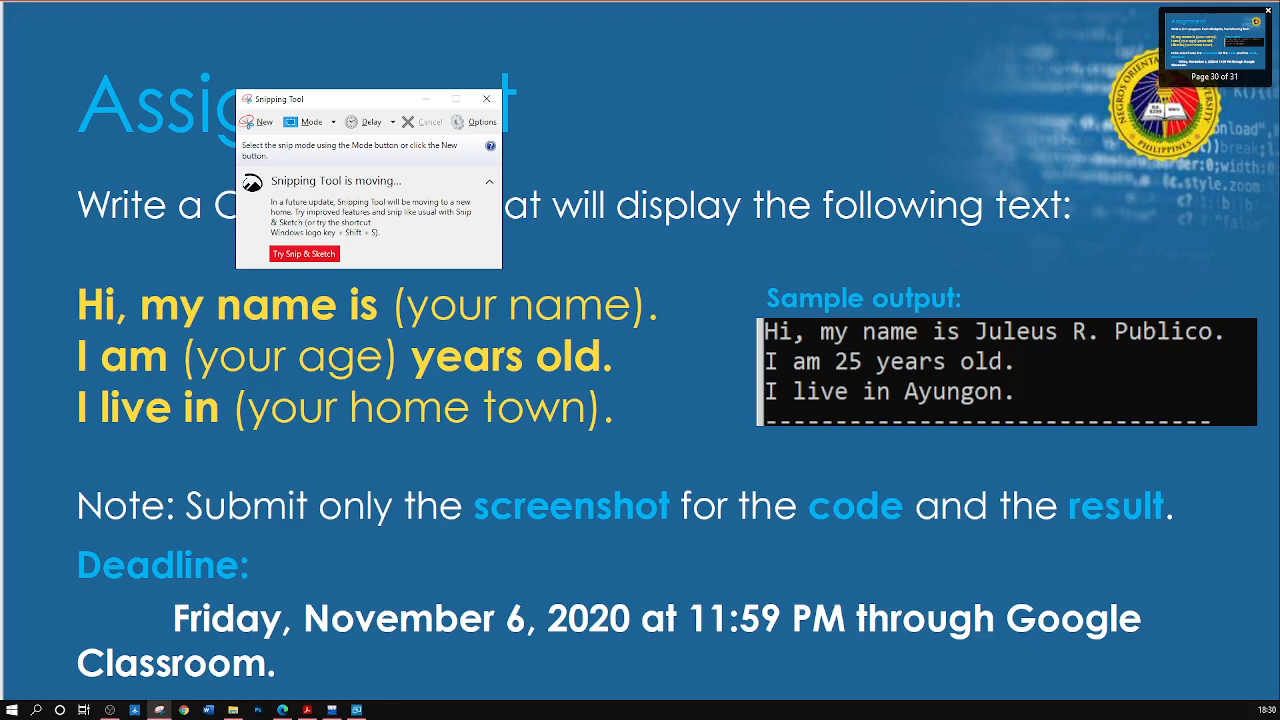 Assig
t
Snipping Tool
New Mode Delay Cancel Options
Select the snip mode using the Mode button or click the New
button.
Snipping Tool is moving...
In a future update, Snipping Tool will be moving to a new
home. Try improved features and snip like usual with Snip
& Sketch (or try the shortcut
Windows logo key + Shift + S).
Try Snip & Sketch
Page 30 of 31
Write a C at will display the following text:
Hi, my name is (your name).
I am (your age) years old.
I live in (your home town).
Sample output:
Hi, my name is Juleus R. Publico.
I am 25 years old.
I live in Ayungon.
--------------------------------
Note: Submit only the screenshot for the code and the result.
Deadline:
Friday, November 6, 2020 at 11:59 PM through Google
Classroom.
18:30